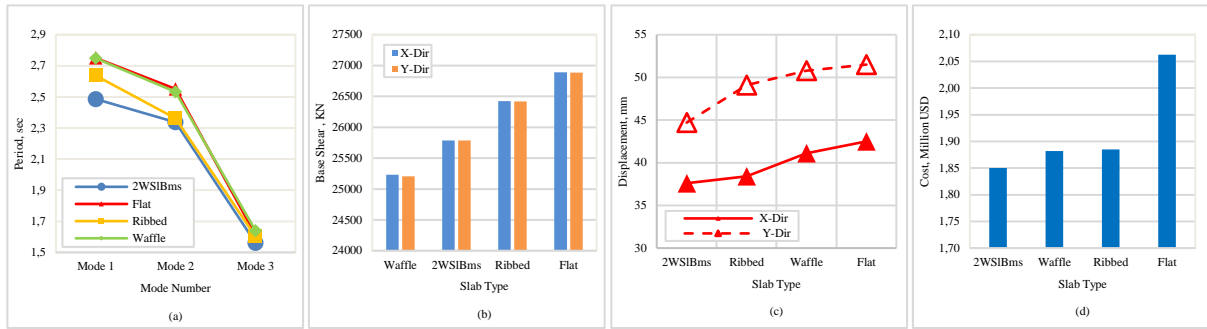 2,9
2,7
2,5
2,3
2,1
1,9
1,7
1,5
Period, sec
2WSlBms
Flat
Ribbed
Waffle
Mode 1 Mode 2 Mode 3
Mode Number
(a)
27500
27000
26500
26000
25500
25000
24500
24000
Base Shear , KN
X-Dir
Y-Dir
Waffle 2WSlBms Ribbed Flat
Slab Type
(b)
55
50
45
40
35
30
Displacement, mm
X-Dir
Y-Dir
2WSlBms Ribbed Waffle Flat
Slab Type
(c)
2,10
2,05
2,00
1,95
1,90
1,85
1,80
1,75
1,70
Cost, Million USD
2WSlBms Waffle Ribbed Flat
Slab Type
(d)